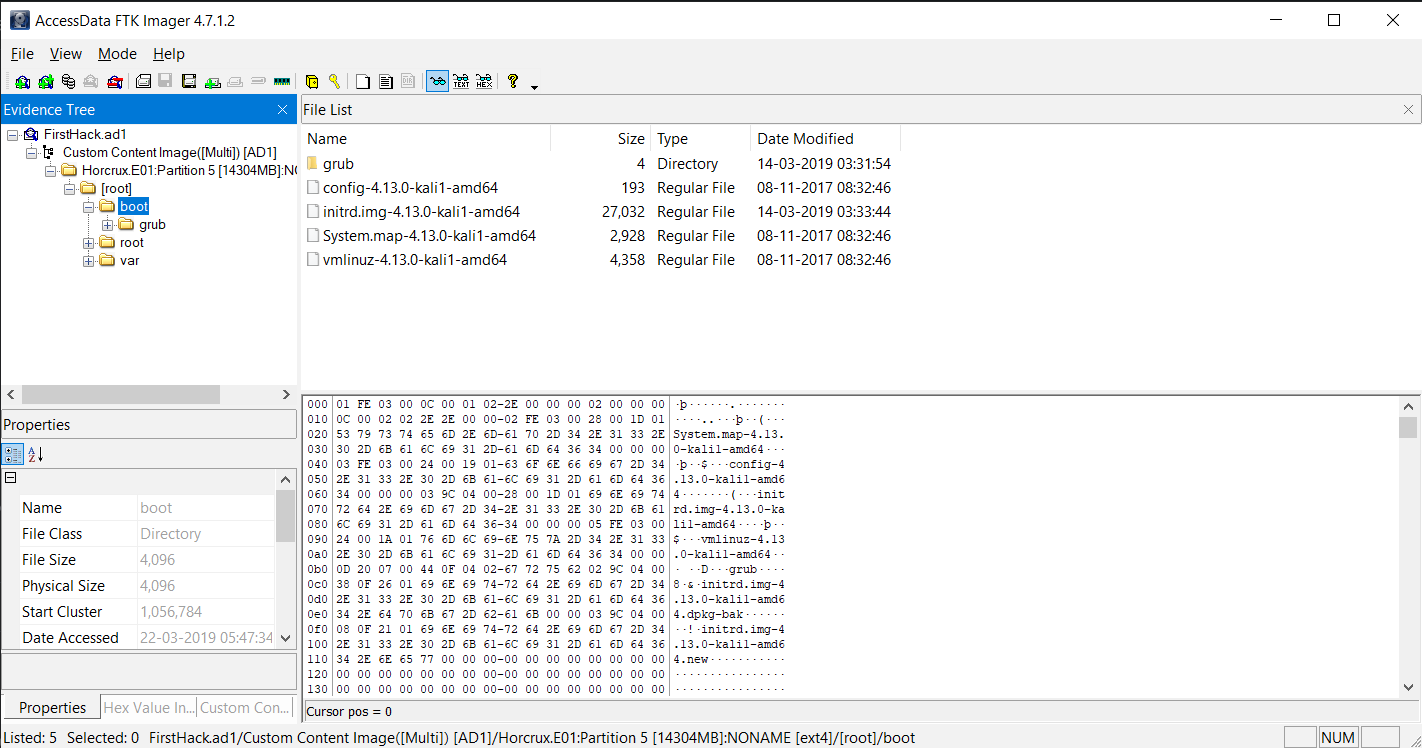 AccessData FTK Imager 4.7.1.2
File View Mode Help
Evidence Tree
FirstHack.ad1
Custom Content Image([Multi]) [AD1]
Horcrux.E01:Partition 5 [14304MB]:N
[root]
boot
grub
root
var
File List
Name Size Type Date Modified
grub 4 Directory 14-03-2019 03:31:54
config-4.13.0-kali1-amd64 193 Regular File 08-11-2017 08:32:46
initrd.img-4.13.0-kali1-amd64 27,032 Regular File 14-03-2019 03:33:44
System.map-4.13.0-kali1-amd64 2,928 Regular File 08-11-2017 08:32:46
vmlinuz-4.13.0-kali1-amd64 4,358 Regular File 08-11-2017 08:32:46
Properties
Name boot
File Class Directory
File Size 4,096
Physical Size 4,096
Start Cluster 1,056,784
Date Accessed 22-03-2019 05:47:34
Properties Hex Value In... Custom Con...
000 01 FE 03 00 0C 00 01 02-2E 00 00 00 02 00 00 00 ·þ······.·······
010 0C 00 02 02 2E 2E 00 00-02 FE 03 00 28 00 1D 01 ····..···þ··(···
020 53 79 73 74 65 6D 2E 6D-61 70 2D 34 2E 31 33 2E System.map-4.13.
030 30 2D 6B 61 6C 69 31 2D-61 6D 64 36 34 00 00 00 0-kali1-amd64···
040 03 FE 03 00 24 00 19 01-63 6F 6E 66 69 67 2D 34 ·þ··$···config-4
050 2E 31 33 2E 30 2D 6B 61-6C 69 31 2D 61 6D 64 36 .13.0-kali1-amd6
060 34 00 00 00 03 9C 04 00-28 00 1D 01 69 6E 69 74 4·······(···init
070 72 64 2E 69 6D 67 2D 34-2E 31 33 2E 30 2D 6B 61 rd.img-4.13.0-ka
080 6C 69 31 2D 61 6D 64 36-34 00 00 00 05 FE 03 00 li1-amd64····þ··
090 24 00 1A 01 76 6D 6C 69-6E 75 7A 2D 34 2E 31 33 $···vmlinuz-4.13
0a0 2E 30 2D 6B 61 6C 69 31-2D 61 6D 64 36 34 00 00 .0-kali1-amd64··
0b0 0D 20 07 00 44 0F 04 02-67 72 75 62 02 9C 04 00 · ··D···grub····
0c0 38 0F 26 01 69 6E 69 74-72 64 2E 69 6D 67 2D 34 8·&·initrd.img-4
0d0 2E 31 33 2E 30 2D 6B 61-6C 69 31 2D 61 6D 64 36 .13.0-kali1-amd6
0e0 34 2E 64 70 6B 67 2D 62-61 6B 00 00 03 9C 04 00 4.dpkg-bak······
0f0 08 0F 21 01 69 6E 69 74-72 64 2E 69 6D 67 2D 34 ··!·initrd.img-4
100 2E 31 33 2E 30 2D 6B 61-6C 69 31 2D 61 6D 64 36 .13.0-kali1-amd6
110 34 2E 6E 65 77 00 00 00-00 00 00 00 00 00 00 00 4.new···········
120 00 00 00 00 00 00 00 00-00 00 00 00 00 00 00 00 ················
130 00 00 00 00 00 00 00 00-00 00 00 00 00 00 00 00 ················
Cursor pos = 0
Listed: 5 Selected: 0 FirstHack.ad1/Custom Content Image([Multi]) [AD1]/Horcrux.E01:Partition 5 [14304MB]:NONAME [ext4]/[root]/boot NUM